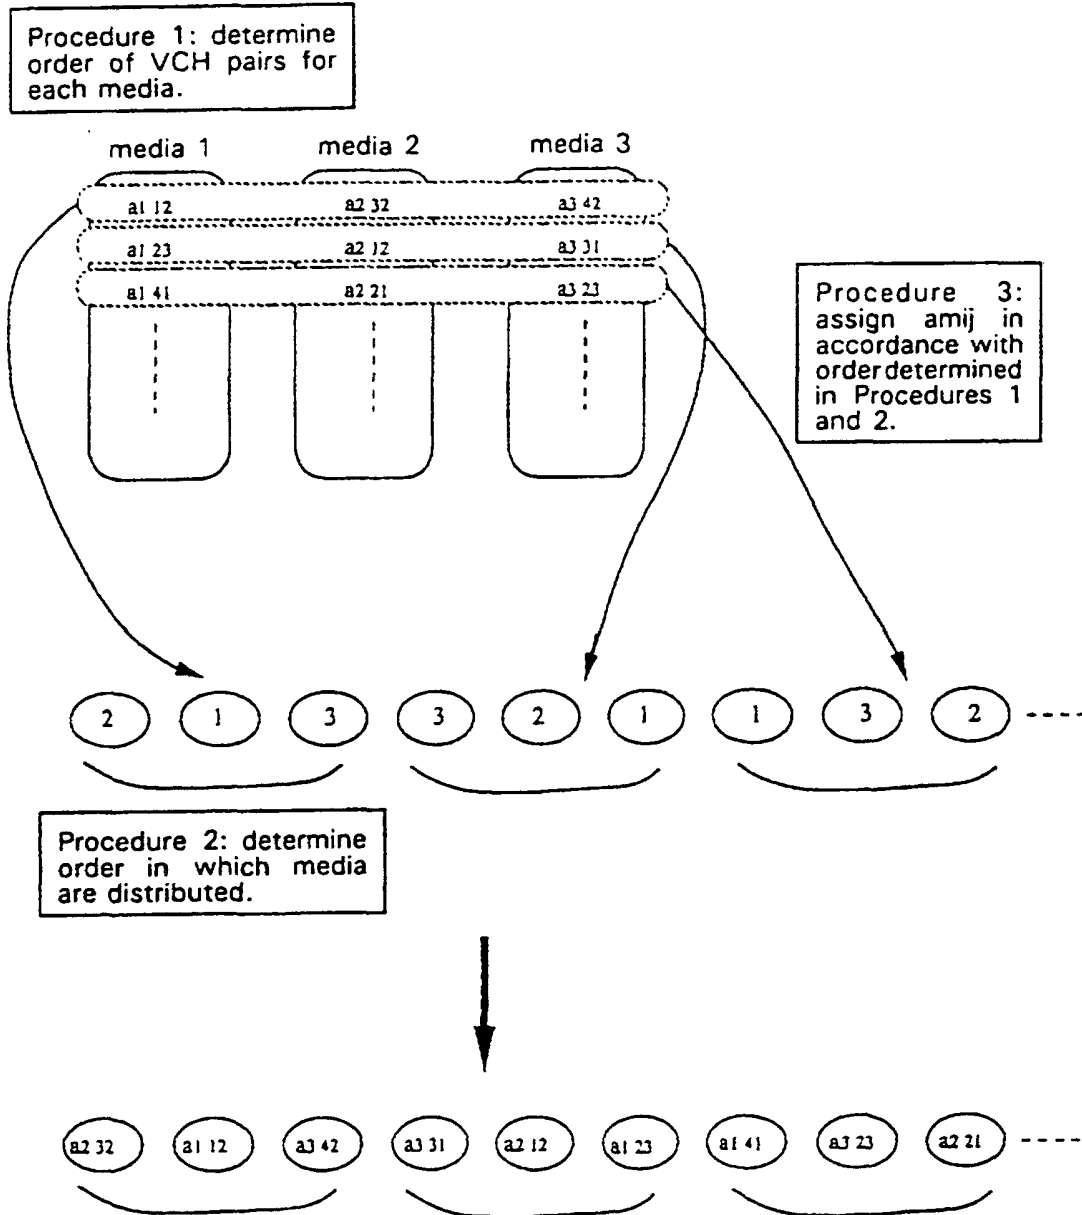 Procedure 1: determine
order of VCH pairs for
each media.
media 1 media 2 media 3
a1 12 a2 32 a3 42
a1 23 a2 12 a3 31
a1 41 a2 21 a3 23
Procedure 3:
assign amij in
accordance with
order determined
in Procedures 1
and 2.
2 1 3 3 2 1 1 3 2
Procedure 2: determine
order in which media
are distributed.
a2 32 a1 12 a3 42 a3 31 a2 12 a1 23 a1 41 a3 23 a2 21